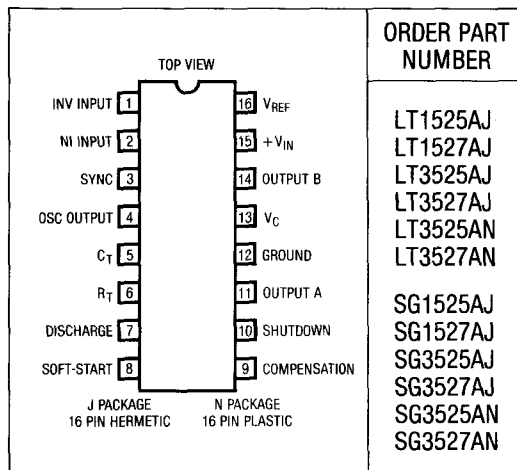 TOP VIEW
INV INPUT 1
16 VREF
NI INPUT 2
15 +VIN
SYNC 3
14 OUTPUT B
OSC OUTPUT 4
13 VC
CT 5
12 GROUND
RT 6
11 OUTPUT A
DISCHARGE 7
10 SHUTDOWN
SOFT-START 8
9 COMPENSATION
J PACKAGE
16 PIN HERMETIC
N PACKAGE
16 PIN PLASTIC
ORDER PART
NUMBER
LT1525AJ
LT1527AJ
LT3525AJ
LT3527AJ
LT3525AN
LT3527AN
SG1525AJ
SG1527AJ
SG3525AJ
SG3527AJ
SG3525AN
SG3527AN